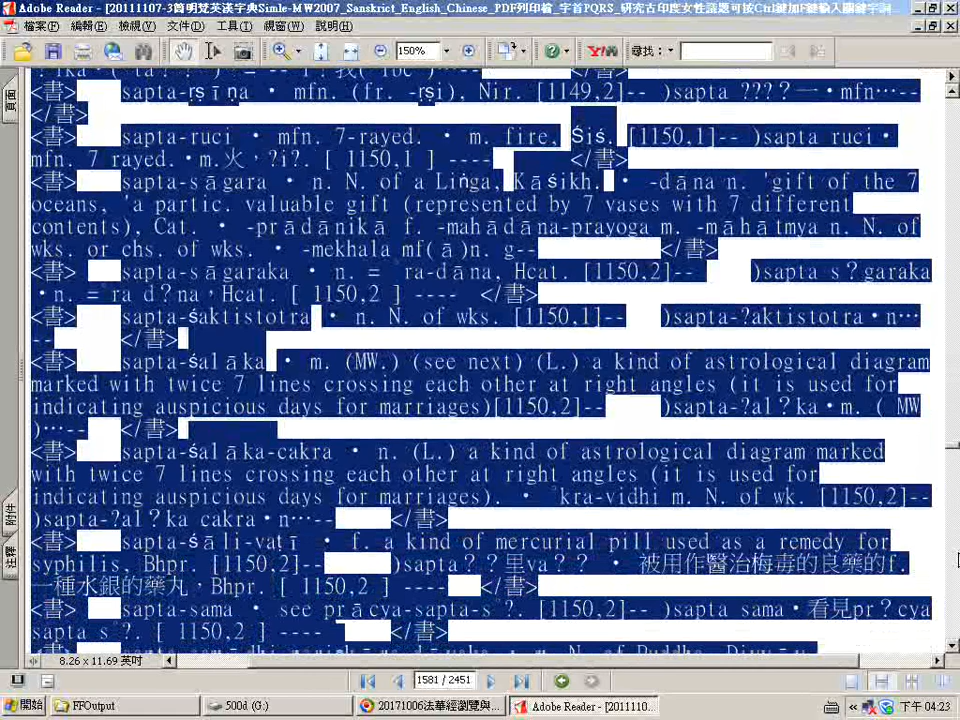 Adobe Reader - [20111107-3簡明梵英漢字典Simle-MW2007_Sanskrict_English_Chinese_PDF列印檔_字首PQRS_研究古印度女性議題可按Ctrl鍵加F鍵輸入關鍵字詞
檔案(F) 編輯(E) 檢視(V) 文件(D) 工具(T) 視窗(W) 說明(H)
150% 尋找:
頁面
附件
注釋
<書> sapta-rṣīṇa • mfn. (fr. -rṣi), Nir. [1149,2]-- )sapta ????一•mfn…--
</書>
<書> sapta-ruci • mfn. 7-rayed. • m. fire, Śiś. [1150,1]-- )sapta ruci•
mfn. 7 rayed.•m.火，?i?. [ 1150,1 ] ---- </書>
<書> sapta-sāgara • n. N. of a Liṅga, Kāśikh. • -dāna n. 'gift of the 7
oceans, 'a partic. valuable gift (represented by 7 vases with 7 different
contents), Cat. • -pradānikā f. -mahādāna-prayoga m. -māhātmya n. N. of
wks. or chs. of wks. • -mekhala mf(ā)n. g-- </書>
<書> sapta-sāgaraka • n. = ra-dāna, Hcat. [1150,2]-- )sapta s？garaka
•n. = ra d？na，Hcat. [ 1150,2 ] ---- </書>
<書> sapta-śaktistotra • n. N. of wks. [1150,1]-- )sapta-?aktistotra•n…
-- </書>
<書> sapta-śalāka • m. (MW.) (see next) (L.) a kind of astrological diagram
marked with twice 7 lines crossing each other at right angles (it is used for
indicating auspicious days for marriages)[1150,2]-- )sapta-?al？ka•m. ( MW
)…-- </書>
<書> sapta-śalāka-cakra • n. (L.) a kind of astrological diagram marked
with twice 7 lines crossing each other at right angles (it is used for
indicating auspicious days for marriages). • °kra-vidhi m. N. of wk. [1150,2]--
)sapta-?al？ka cakra•n…-- </書>
<書> sapta-śāli-vaṭī • f. a kind of mercurial pill used as a remedy for
syphilis, Bhpr. [1150,2]-- )sapta？？里va？？ • 被用作醫治梅毒的良藥的f.
一種水銀的藥丸，Bhpr. [ 1150,2 ] ---- </書>
<書> sapta-sama • see prācya-sapta-s °?. [1150,2]-- )sapta sama•看見pr？cya
sapta s °?. [ 1150,2 ] ---- </書>
8.26 x 11.69 英吋
1581 / 2451
開始 FFOutput 500d (G:) 20171006法華經瀏覽與... Adobe Reader - [2011110... 下午 04:23